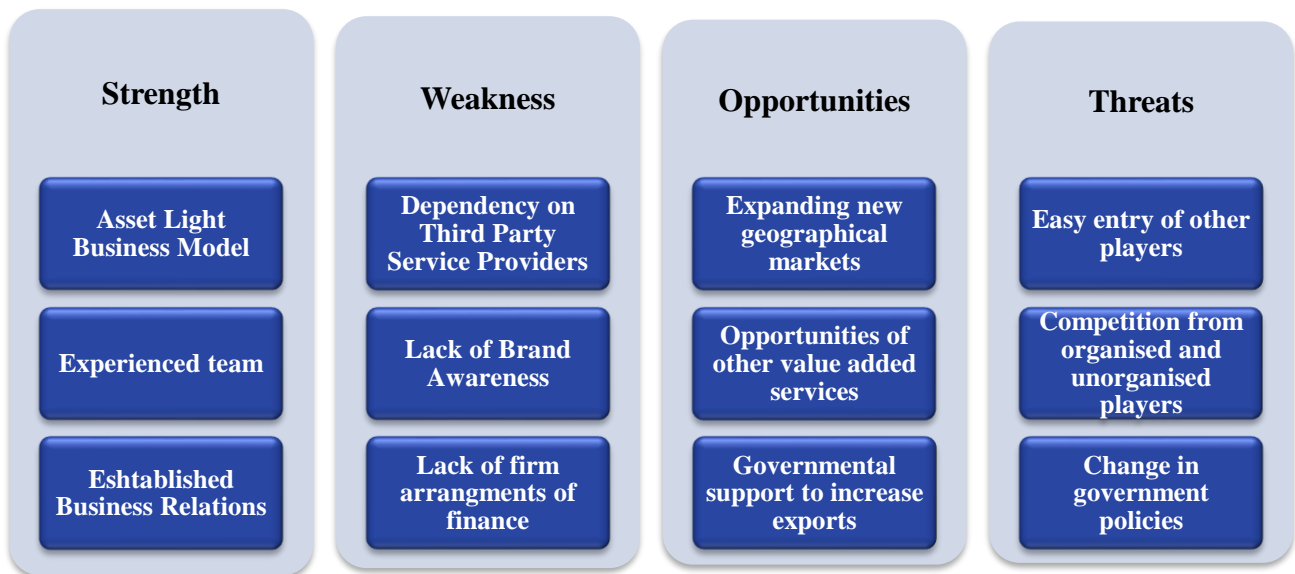 Strength
Asset Light
Business Model
Experienced team
Eshtablished
Business Relations
Weakness
Dependency on
Third Party
Service Providers
Lack of Brand
Awareness
Lack of firm
arrangments of
finance
Opportunities
Expanding new
geographical
markets
Opportunities of
other value added
services
Governmental
support to increase
exports
Threats
Easy entry of other
players
Competition from
organised and
unorganised
players
Change in
government
policies